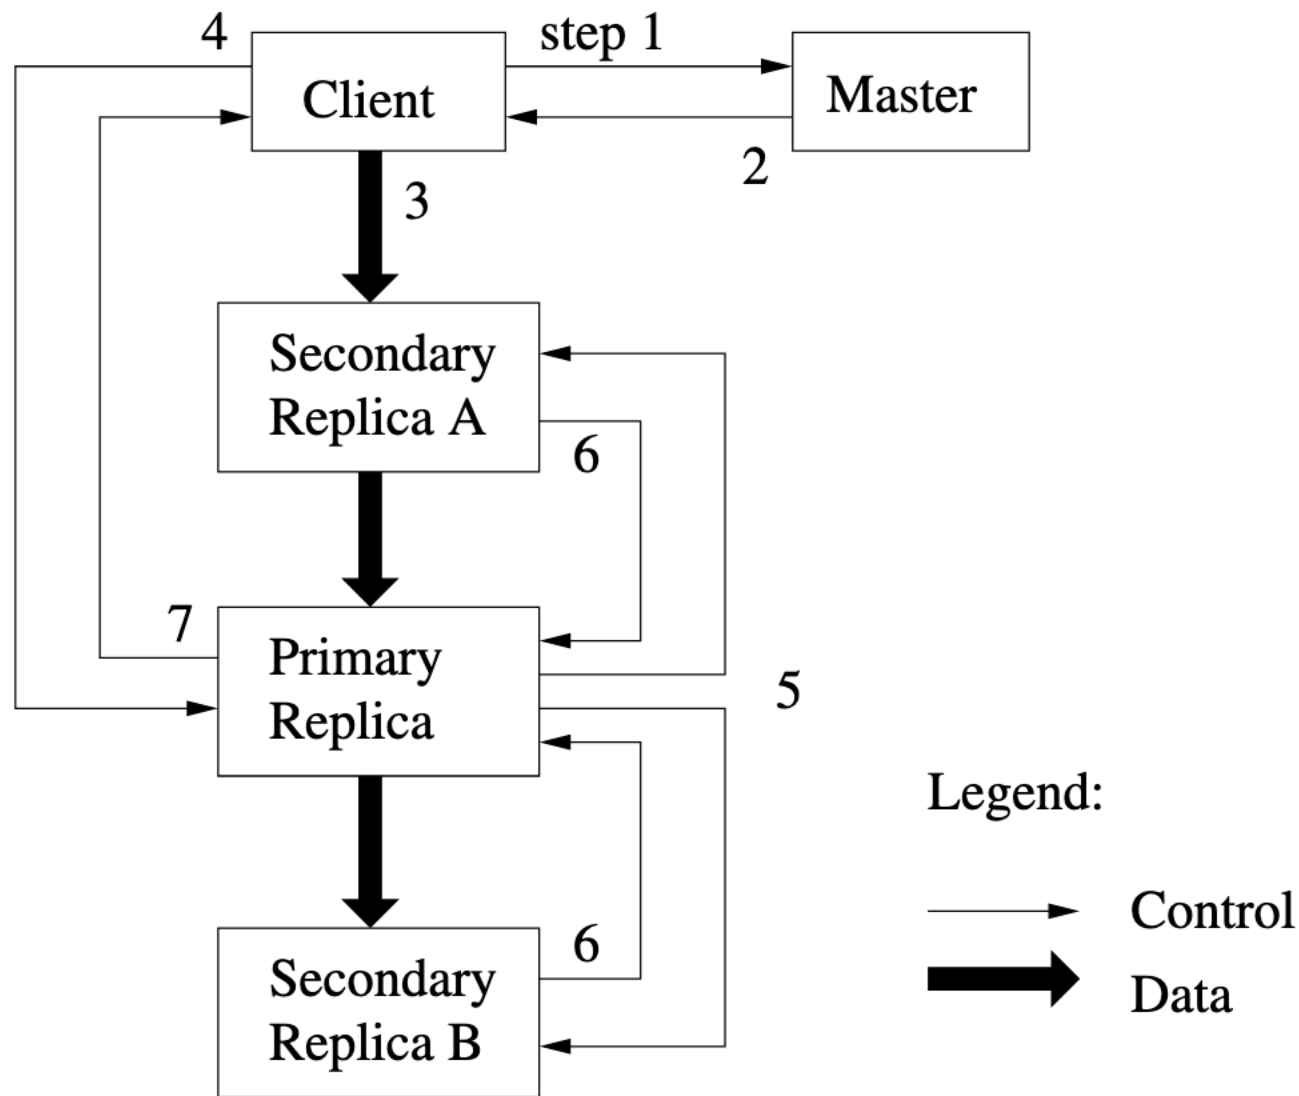 4
step 1
Client
Master
2
3
Secondary
Replica A
6
7
Primary
Replica
5
Legend:
Control
6
Secondary
Replica B
Data